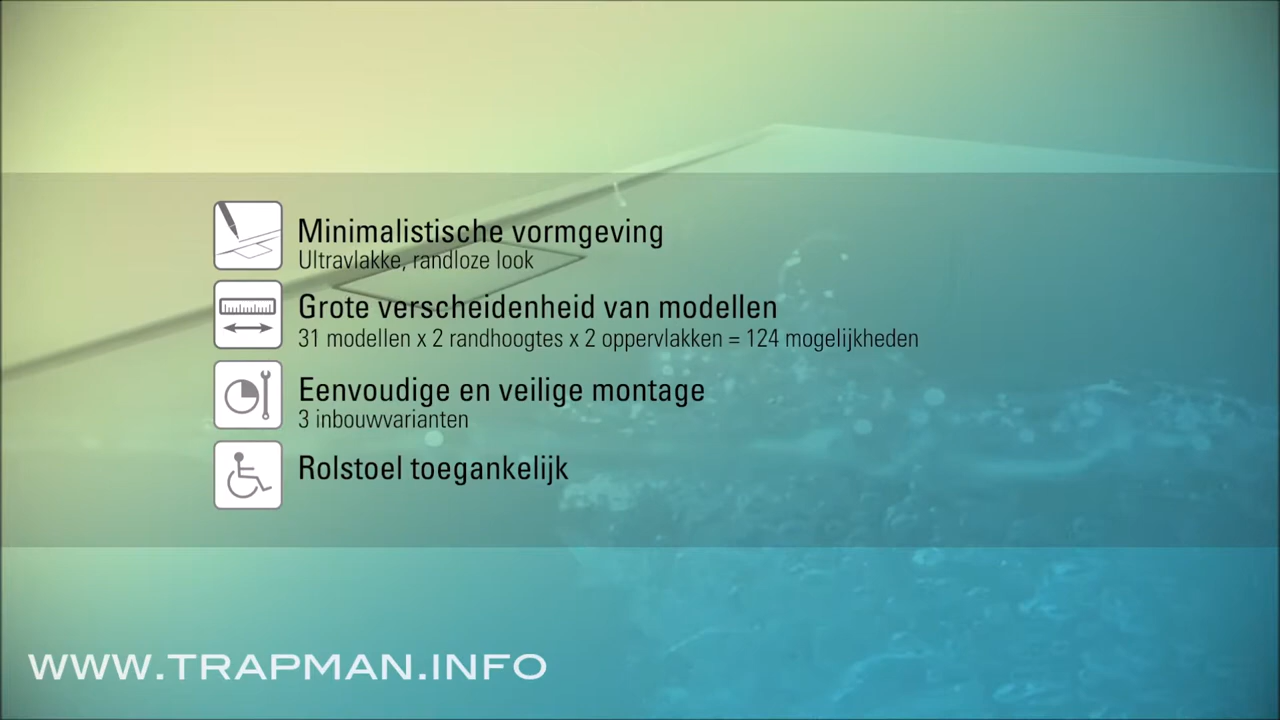 Minimalistische vormgeving
Ultravlakke, randloze look
Grote verscheidenheid van modellen
31 modellen x 2 randhoogtes x 2 oppervlakken = 124 mogelijkheden
Eenvoudige en veilige montage
3 inbouwvarianten
Rolstoel toegankelijk
WWW.TRAPMAN.INFO